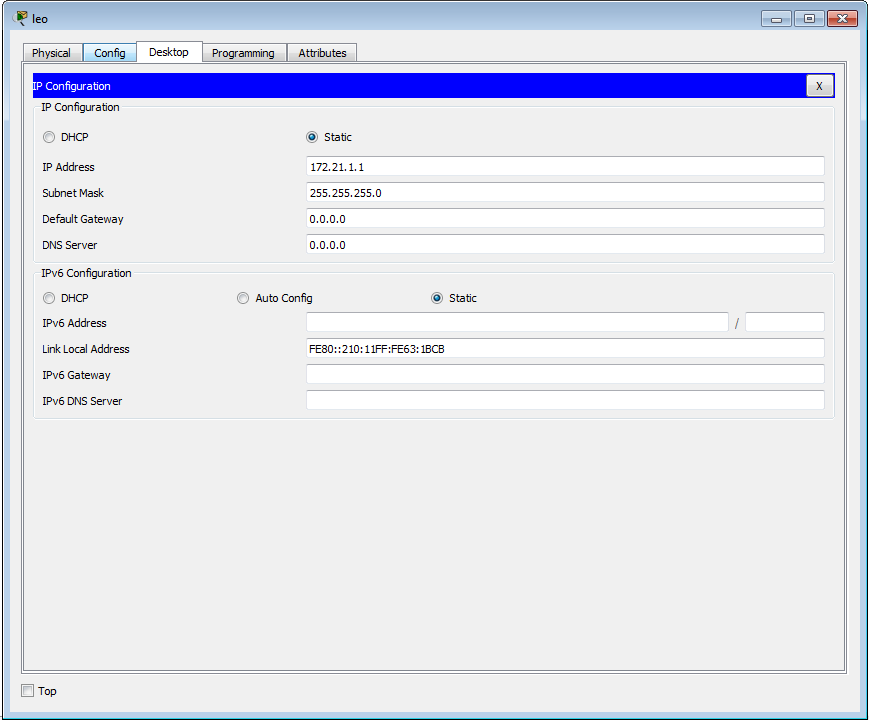 leo
Physical Config Desktop Programming Attributes
IP Configuration X
IP Configuration
DHCP Static
IP Address 172.21.1.1
Subnet Mask 255.255.255.0
Default Gateway 0.0.0.0
DNS Server 0.0.0.0
IPv6 Configuration
DHCP Auto Config Static
IPv6 Address /
Link Local Address FE80::210:11FF:FE63:1BCB
IPv6 Gateway
IPv6 DNS Server
Top